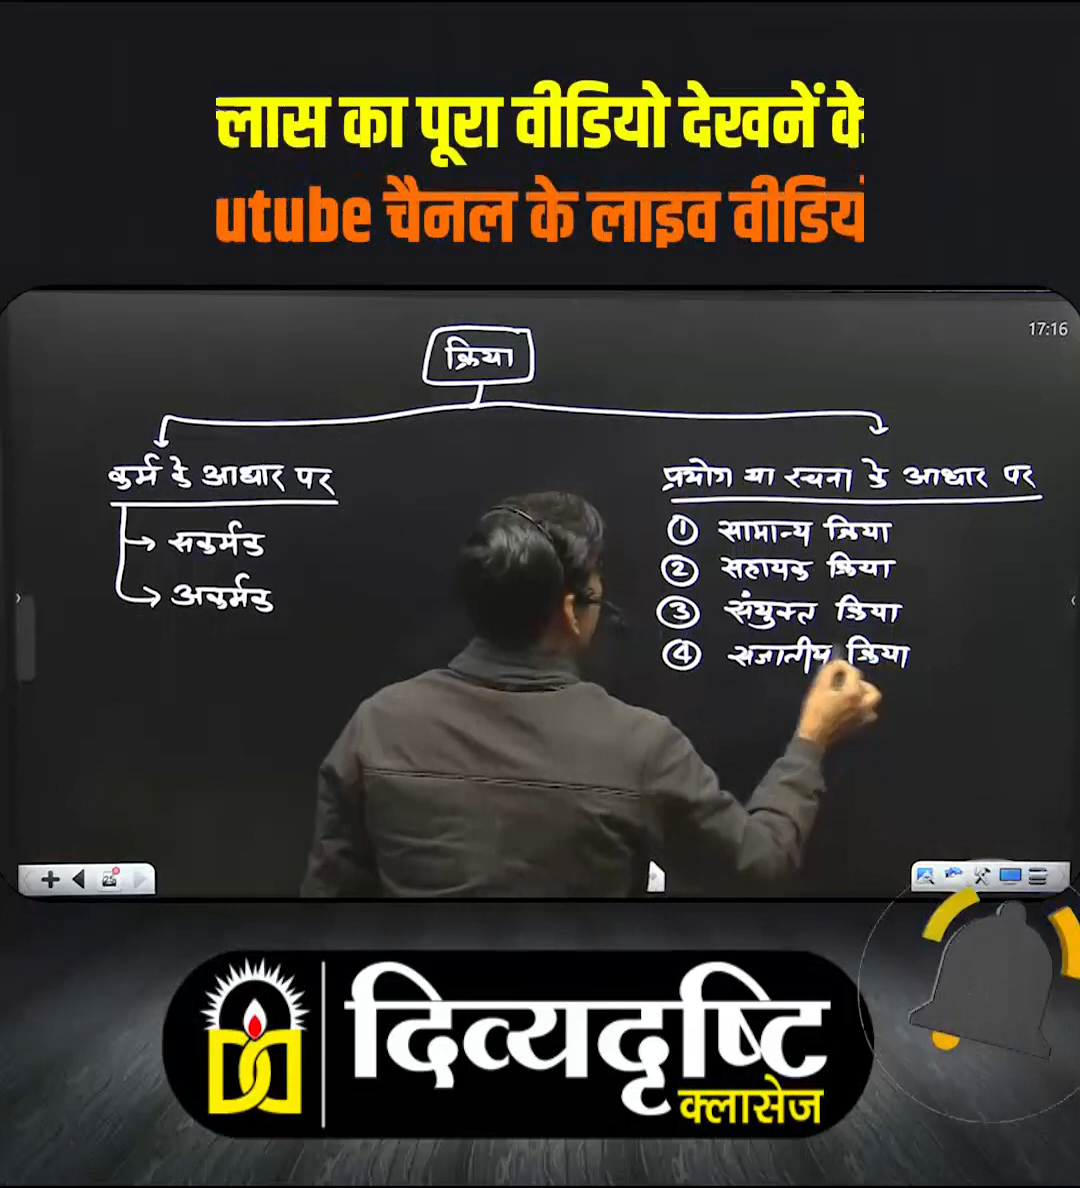 लास का पूरा वीडियो देखनें के
utube चैनल के लाइव वीडियो
17:16
क्रिया
कर्म के आधार पर
सकर्मक
अकर्मक
प्रयोग या रचना के आधार पर
① सामान्य क्रिया
② सहायक क्रिया
③ संयुक्त क्रिया
④ सजातीय क्रिया
25
दिव्यदृष्टि
क्लासेज